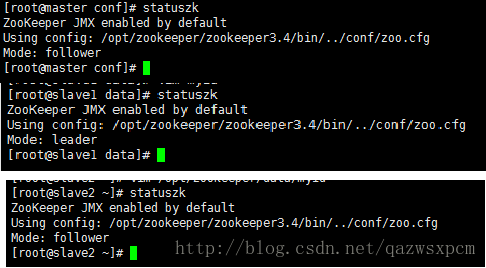 [root@master conf]# statuszk
ZooKeeper JMX enabled by default
Using config: /opt/zookeeper/zookeeper3.4/bin/../conf/zoo.cfg
Mode: follower
[root@master conf]#
[root@slave1 data]# statuszk
ZooKeeper JMX enabled by default
Using config: /opt/zookeeper/zookeeper3.4/bin/../conf/zoo.cfg
Mode: leader
[root@slave1 data]#
[root@slave2 ~]# statuszk
ZooKeeper JMX enabled by default
Using config: /opt/zookeeper/zookeeper3.4/bin/../conf/zoo.cfg
Mode: follower
[root@slave2 ~]#
http://blog.csdn.net/qazwsxpcm